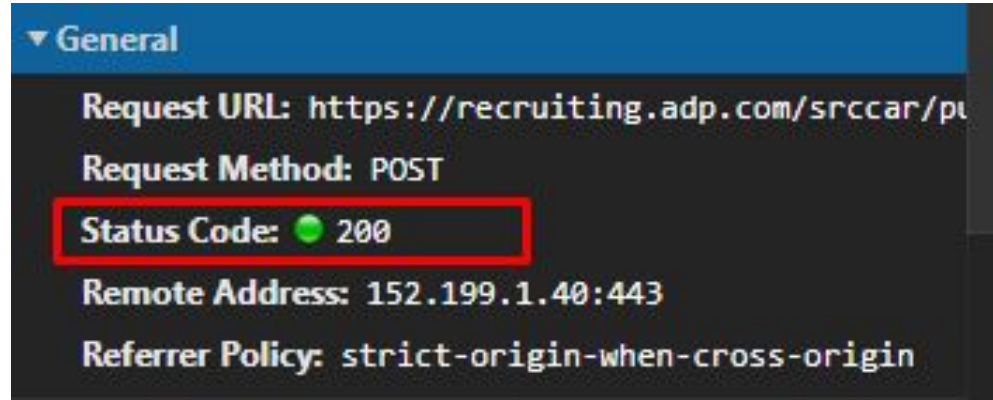 General
Request URL: https://recruiting.adp.com/srccar/pu
Request Method: POST
Status Code: 200
Remote Address: 152.199.1.40:443
Referrer Policy: strict-origin-when-cross-origin